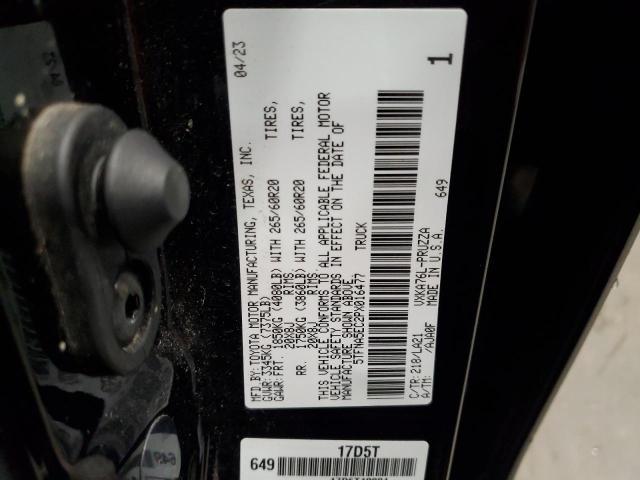 MFD.BY:TOYOTA MOTOR MANUFACTURING, TEXAS, INC. 04/23
GVWR:3345KG (7375LB)
GAWR:FRT. 1850KG (4080LB) WITH 265/60R20 TIRES,
20X8J RIMS
RR. 1750KG (3860LB) WITH 265/60R20 TIRES,
20X8J RIMS
THIS VEHICLE CONFORMS TO ALL APPLICABLE FEDERAL MOTOR
VEHICLE SAFETY STANDARDS IN EFFECT ON THE DATE OF
MANUFACTURE SHOWN ABOVE.
5TFNA5EC2PX016477 TRUCK
649
C/TR:218/LA21 VXKA76L-PRUZZA
A/TM: /AJA0F MADE IN U.S.A.
1
649 17D5T